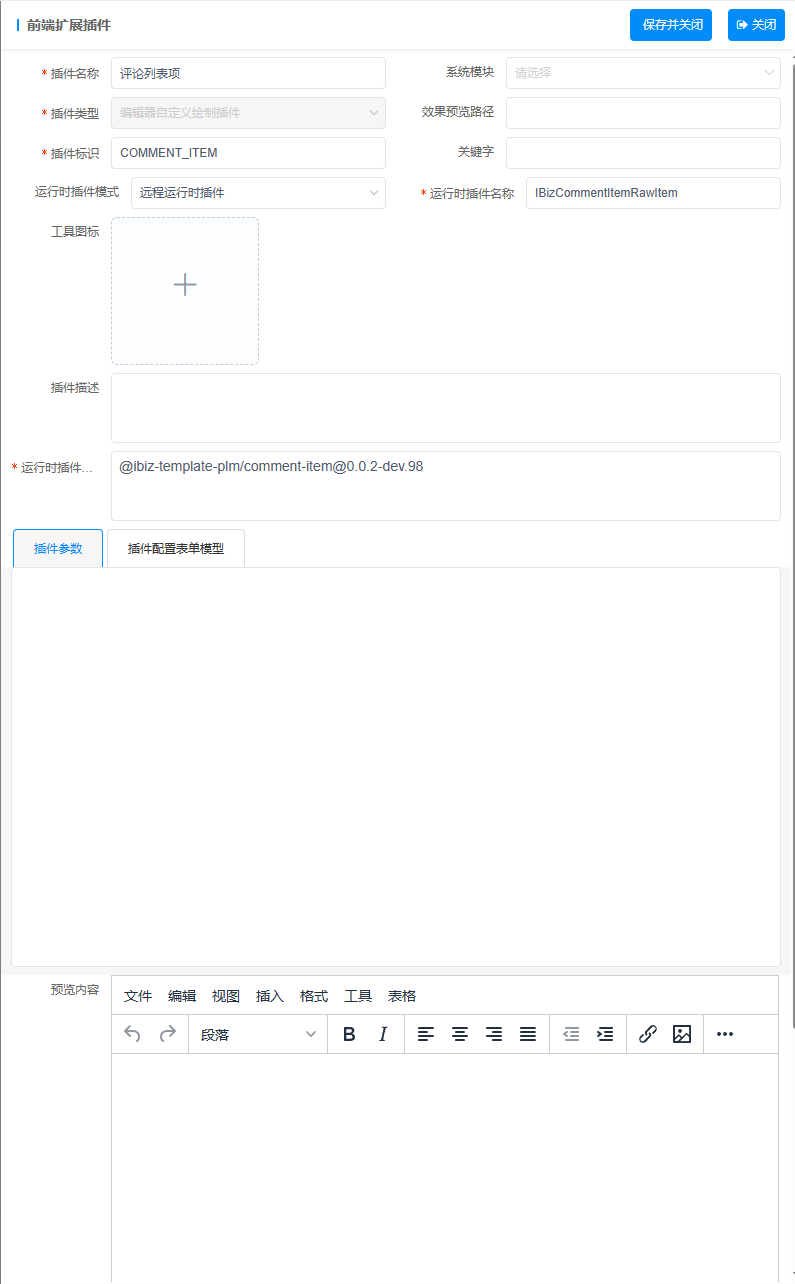 前端扩展插件
保存并关闭
关闭
* 插件名称 评论列表项
系统模块 请选择
* 插件类型 编辑器自定义绘制插件
效果预览路径
* 插件标识 COMMENT_ITEM
关键字
运行时插件模式 远程运行时插件
* 运行时插件名称 IBizCommentItemRawItem
工具图标
插件描述
* 运行时插件... @ibiz-template-plm/comment-item@0.0.2-dev.98
插件参数 插件配置表单模型
预览内容
文件 编辑 视图 插入 格式 工具 表格
段落 B I